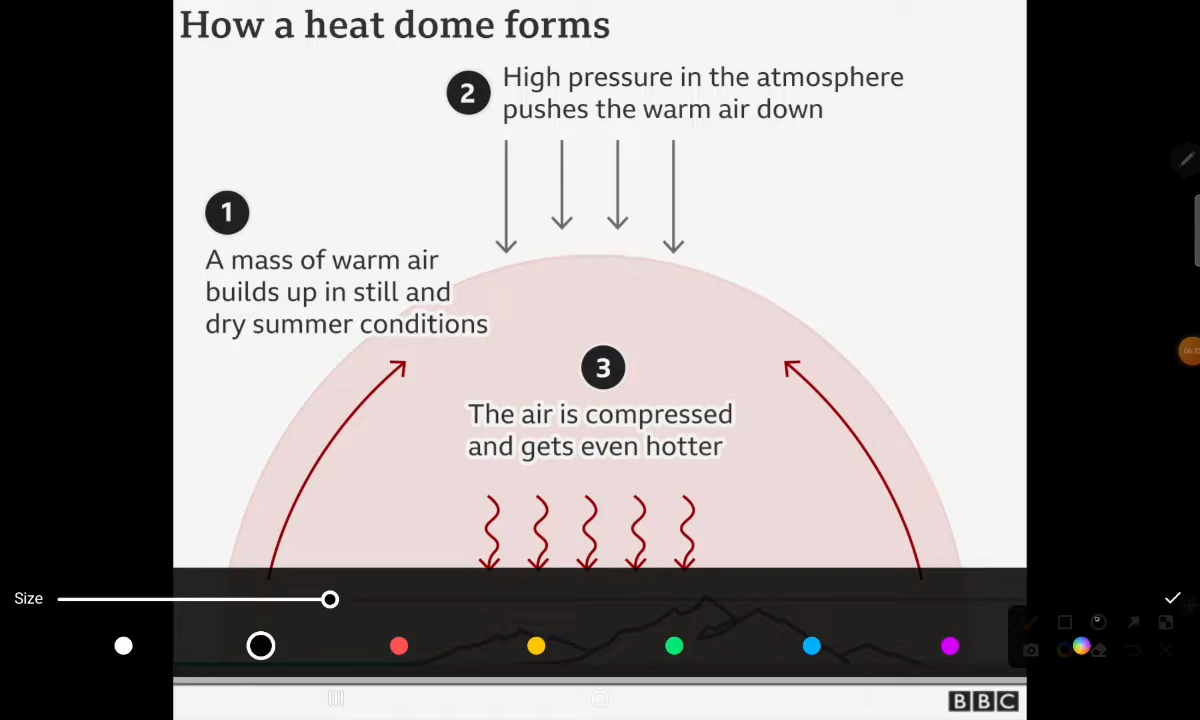 How a heat dome forms
2
High pressure in the atmosphere
pushes the warm air down
1
A mass of warm air
builds up in still and
dry summer conditions
3
The air is compressed
and gets even hotter
Size
BBC